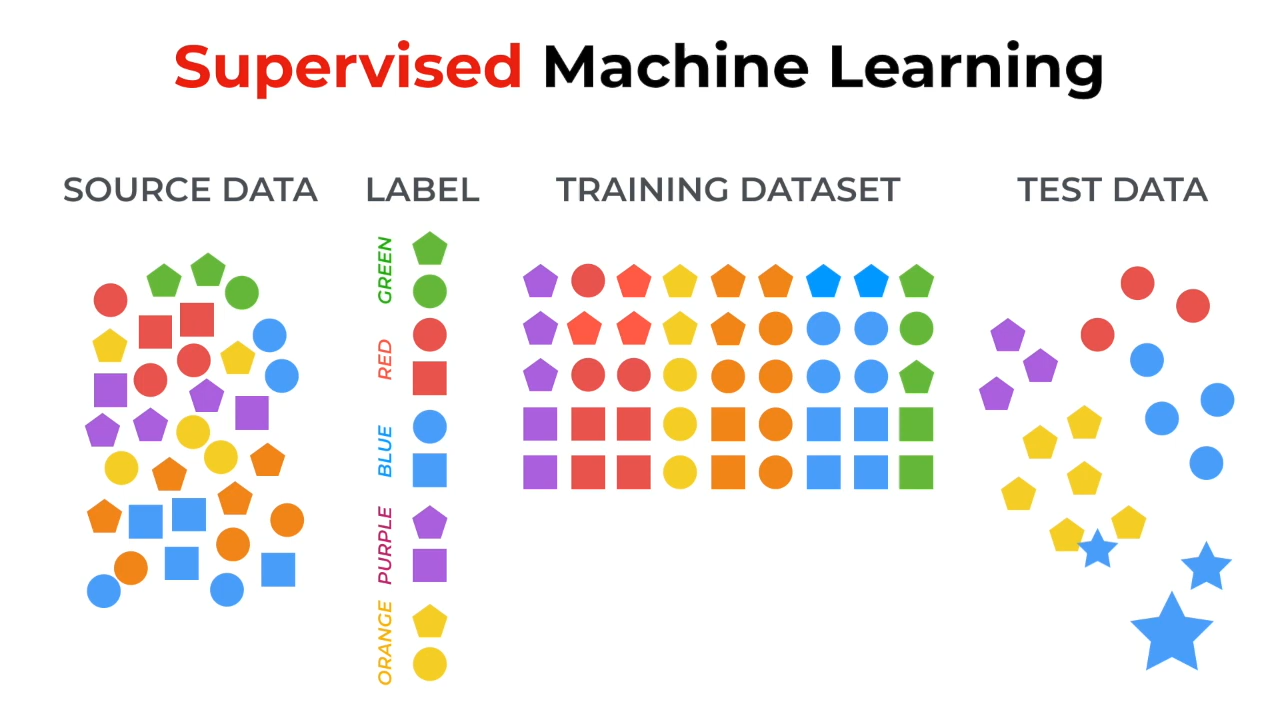 Supervised Machine Learning
SOURCE DATA
LABEL
TRAINING DATASET
TEST DATA
GREEN
RED
BLUE
PURPLE
ORANGE